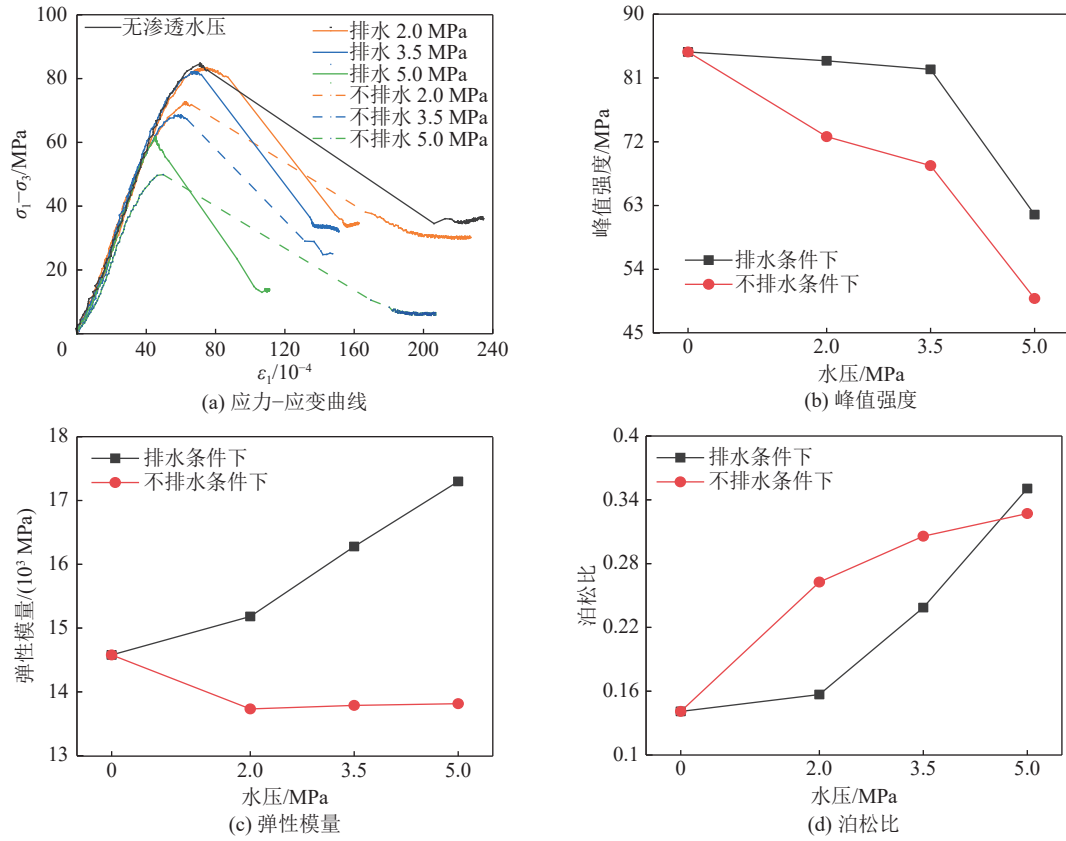 无渗透水压
排水 2.0 MPa
排水 3.5 MPa
排水 5.0 MPa
不排水 2.0 MPa
不排水 3.5 MPa
不排水 5.0 MPa
100
80
60
40
20
0
σ₁−σ₃/MPa
40
80
120
160
200
240
ε₁/10⁻⁴
(a) 应力−应变曲线
90
81
72
63
54
45
峰值强度/MPa
排水条件下
不排水条件下
0
2.0
3.5
5.0
水压/MPa
(b) 峰值强度
18
17
16
15
14
13
弹性模量/(10³ MPa)
排水条件下
不排水条件下
0
2.0
3.5
5.0
水压/MPa
(c) 弹性模量
0.4
0.34
0.28
0.22
0.16
0.1
泊松比
排水条件下
不排水条件下
0
2.0
3.5
5.0
水压/MPa
(d) 泊松比